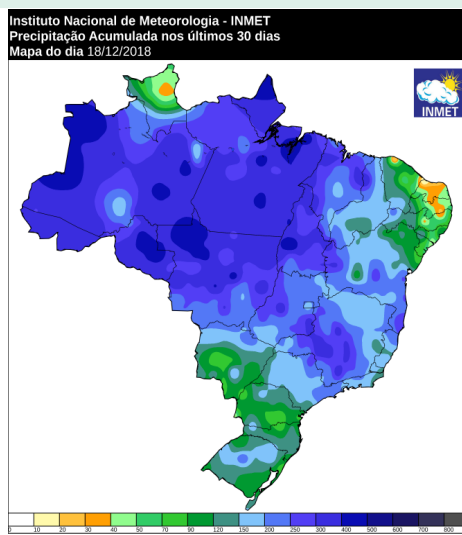 Instituto Nacional de Meteorologia - INMET
Precipitação Acumulada nos últimos 30 dias
Mapa do dia 18/12/2018
INMET
0 10 20 30 40 50 70 90 120 150 200 250 300 400 500 600 700 800